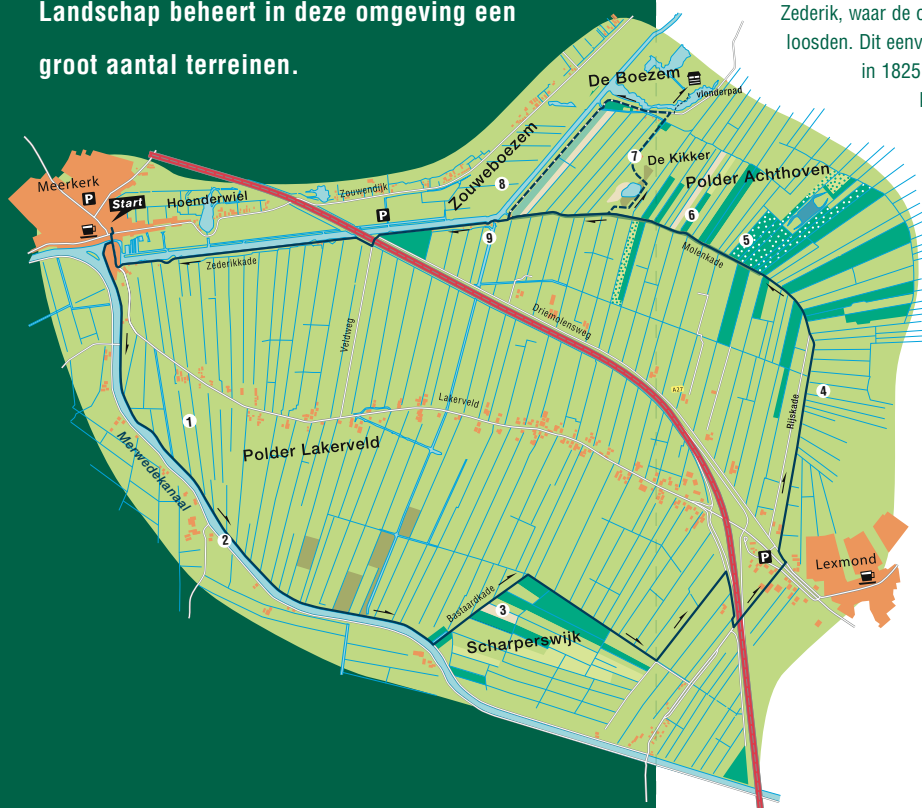 Landschap beheert in deze omgeving een
groot aantal terreinen.
Zederik, waar de
loosden. Dit
in 1825
De Boezem
vlonderpad
Zouweboezem
7
De Kikker
Polder Achthoven
Meerkerk
P
Start
Hoenderwiel
Zouwendijk
8
P
6
5
9
Molenkade
Zederikkade
Veldweg
Driemolensweg
A27
4
Rijskade
Lakerveld
1
Polder Lakerveld
Merwedekanaal
2
P
Lexmond
Bastaardkade
3
Scharperswijk